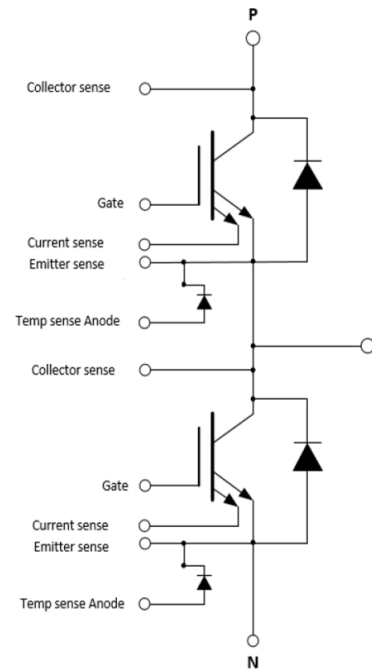 P
Collector sense
Gate
Current sense
Emitter sense
Temp sense Anode
Collector sense
Gate
Current sense
Emitter sense
Temp sense Anode
N